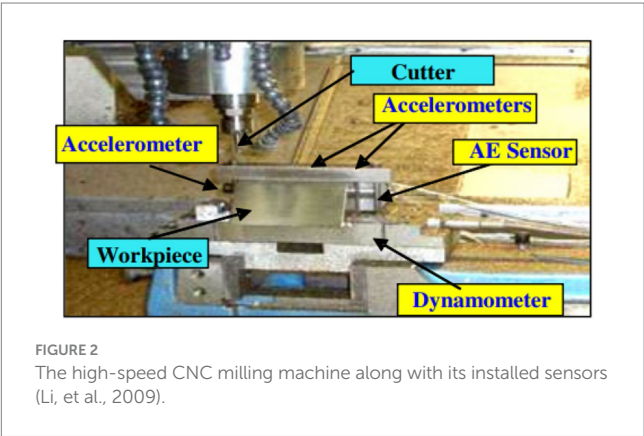 Cutter
Accelerometers
Accelerometer
AE Sensor
Workpiece
Dynamometer
FIGURE 2
The high-speed CNC milling machine along with its installed sensors
(Li, et al., 2009).